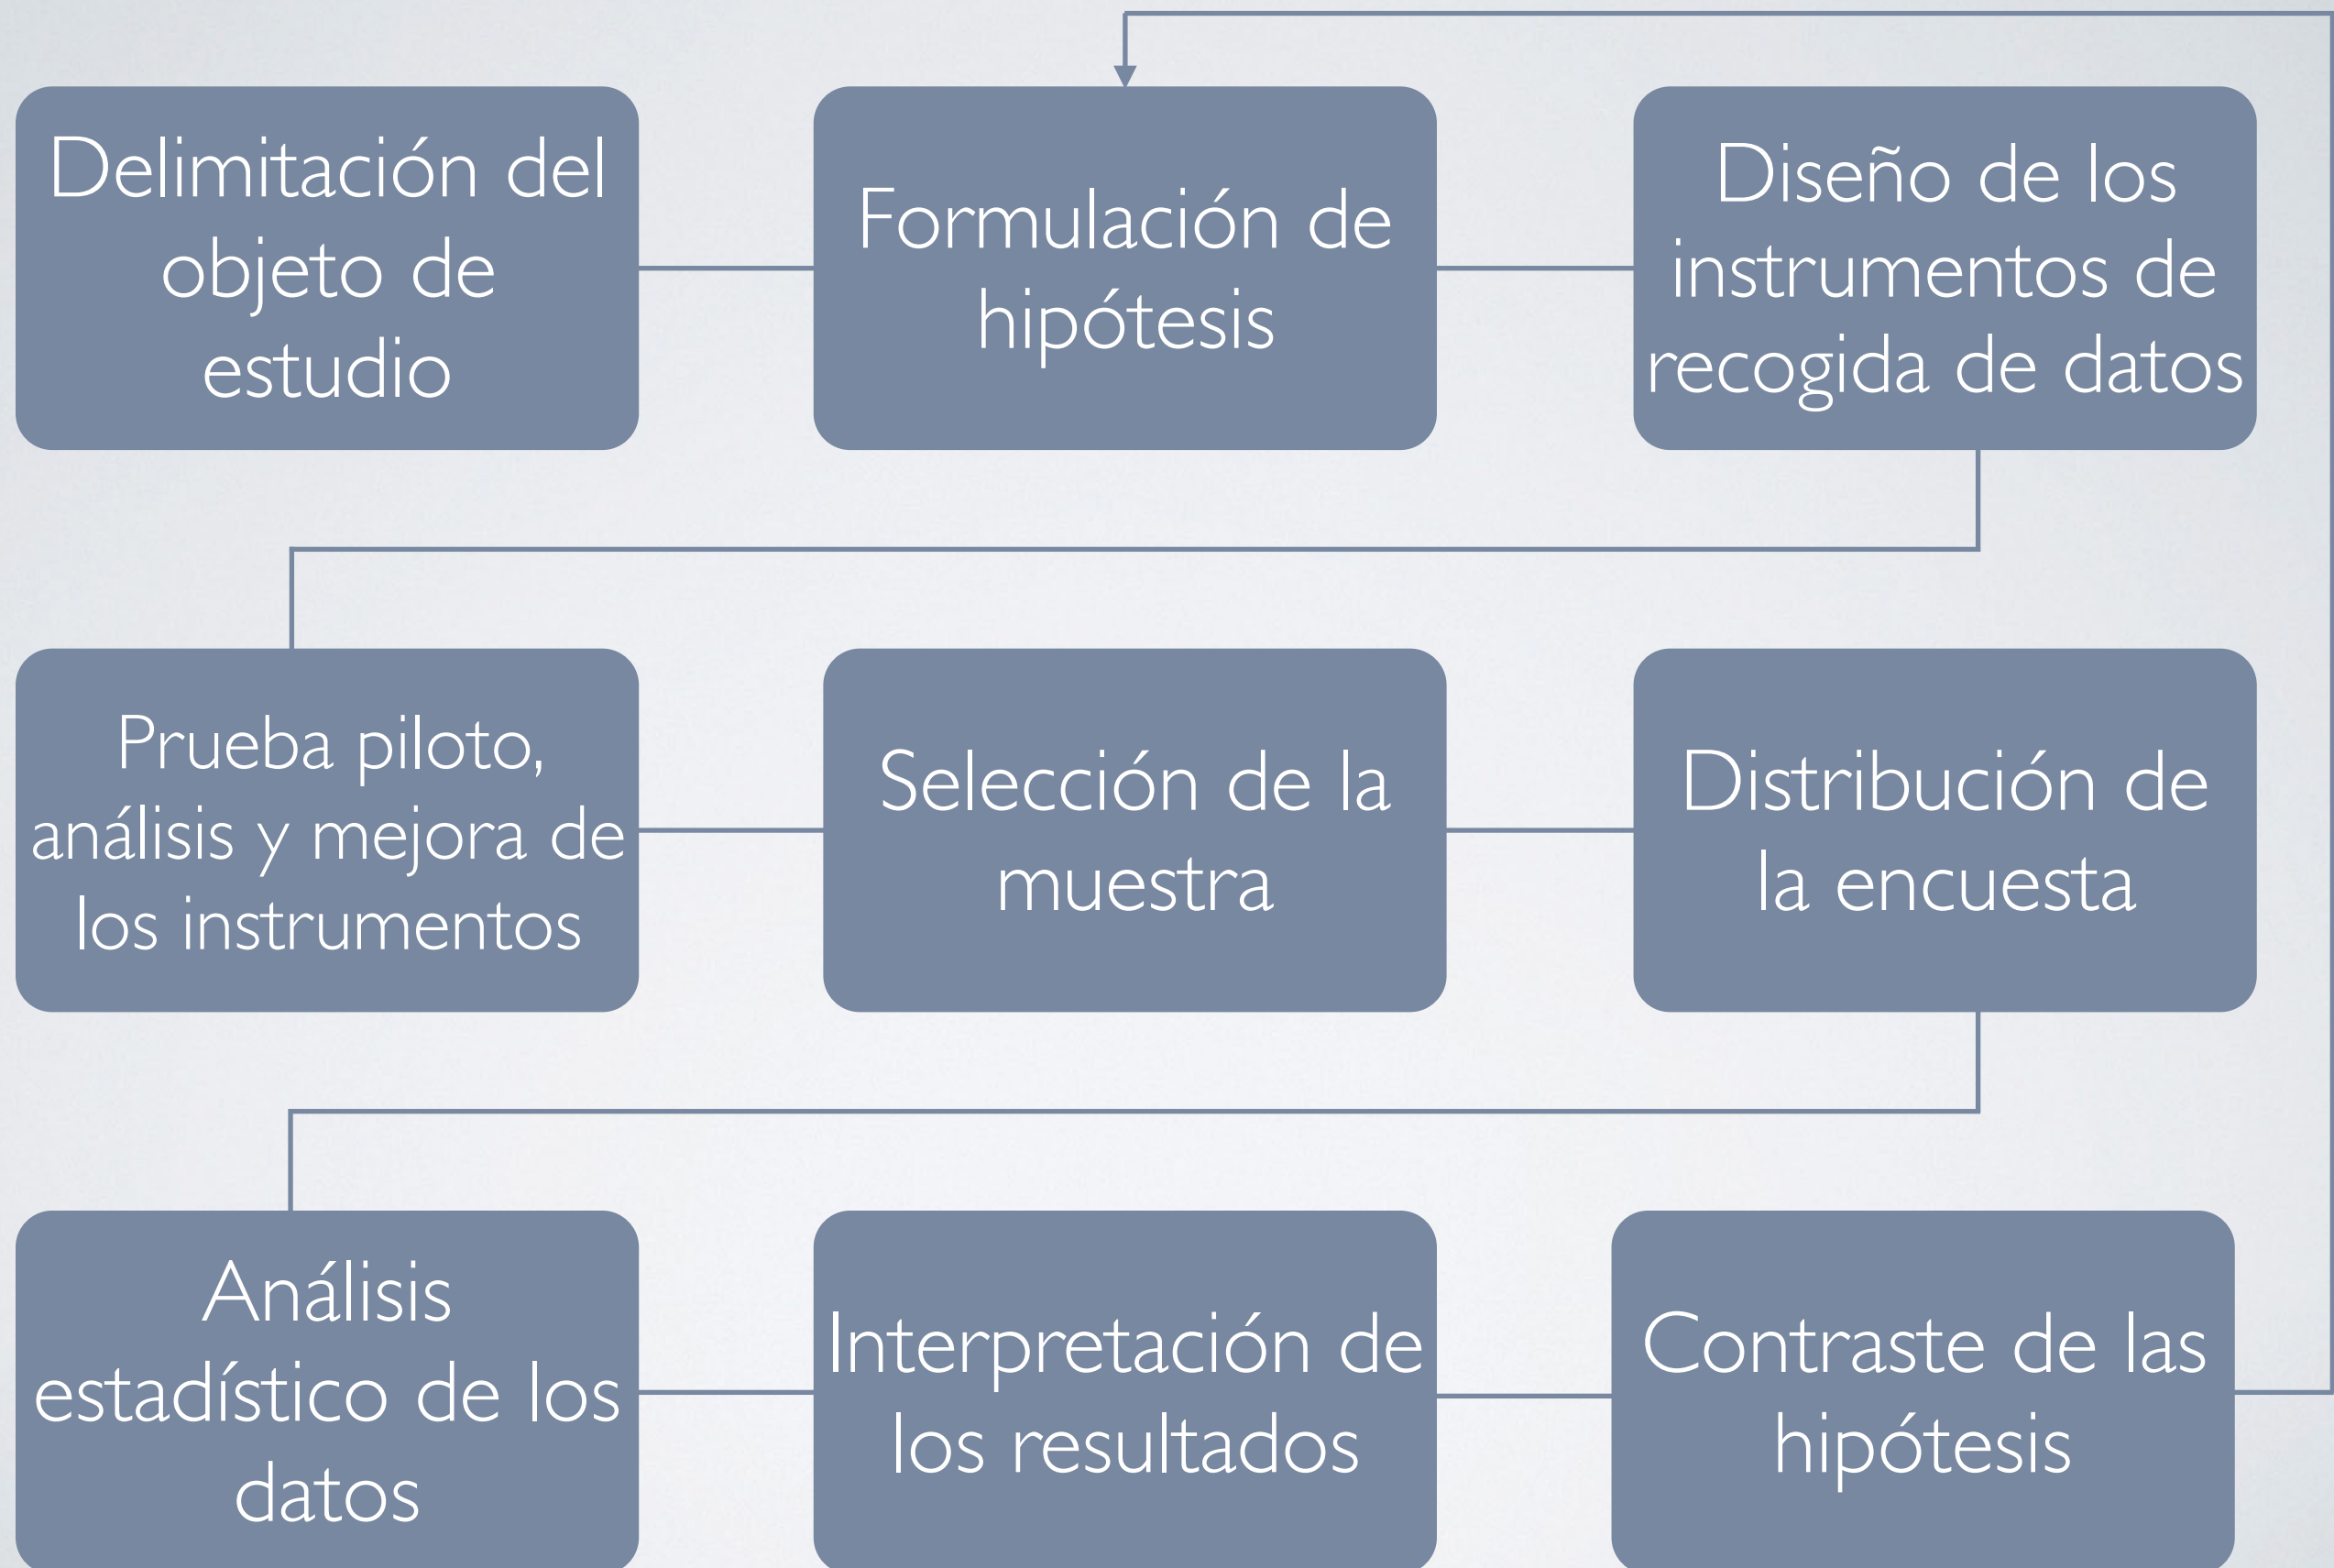 Delimitación del
objeto de
estudio
Formulación de
hipótesis
Diseño de los
instrumentos de
recogida de datos
Prueba piloto,
análisis y mejora de
los instrumentos
Selección de la
muestra
Distribución de
la encuesta
Análisis
estadístico de los
datos
Interpretación de
los resultados
Contraste de las
hipótesis